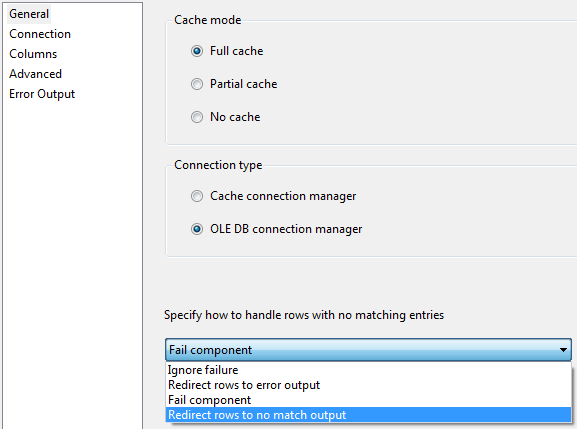 General
Connection
Columns
Advanced
Error Output
Cache mode
Full cache
Partial cache
No cache
Connection type
Cache connection manager
OLE DB connection manager
Specify how to handle rows with no matching entries
Fail component
Ignore failure
Redirect rows to error output
Fail component
Redirect rows to no match output